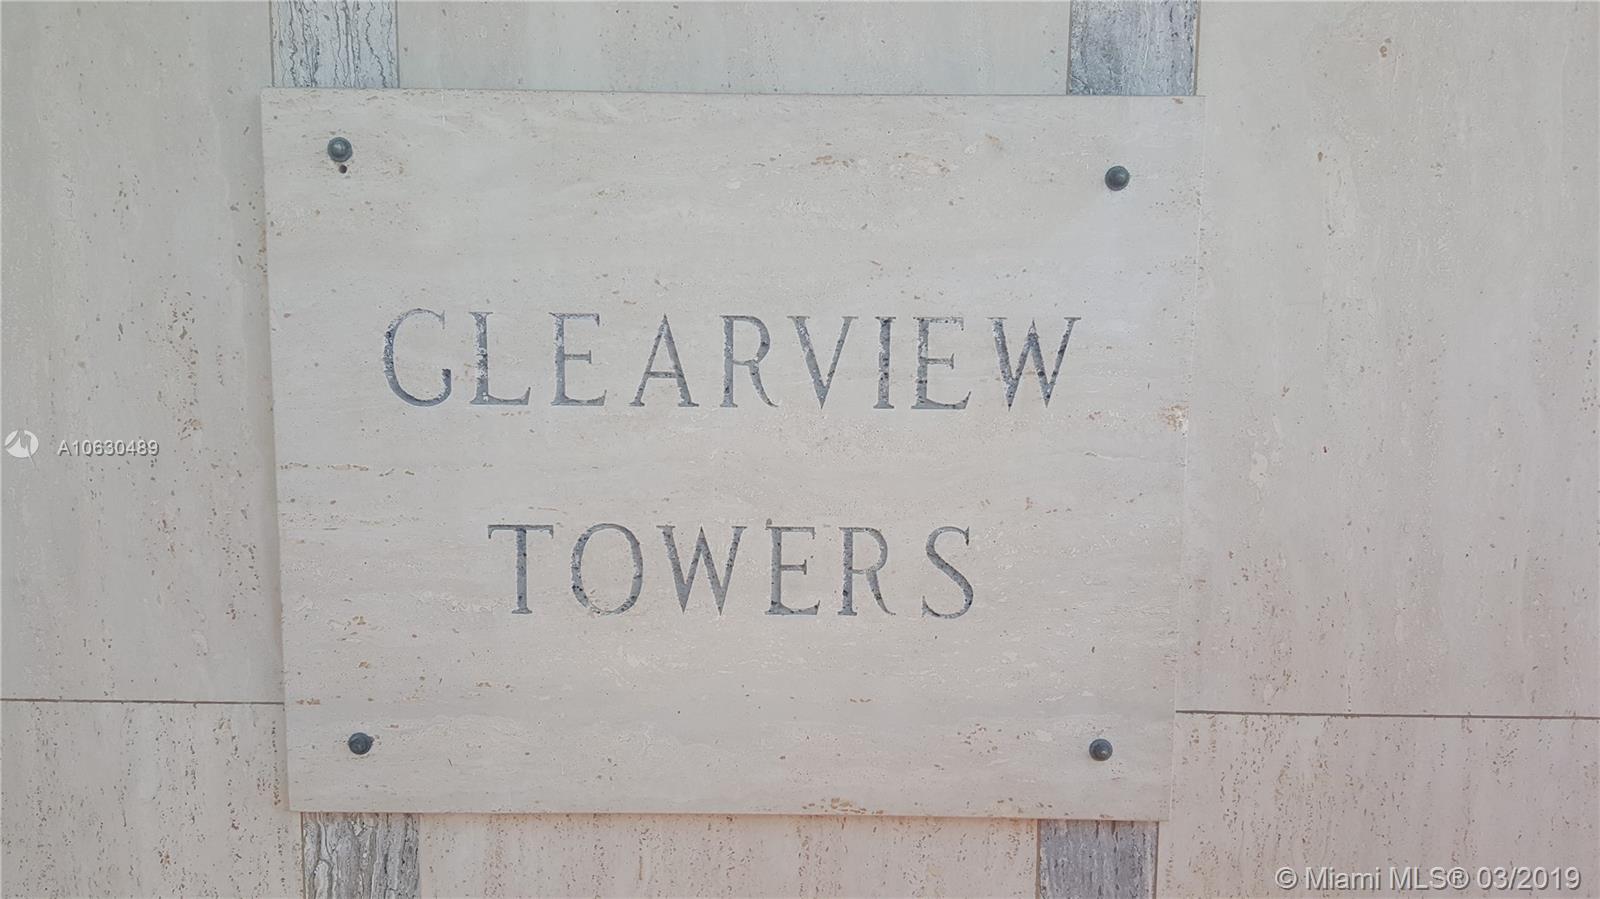 CLEARVIEW
TOWERS
A10630489
© Miami MLS® 03/2019